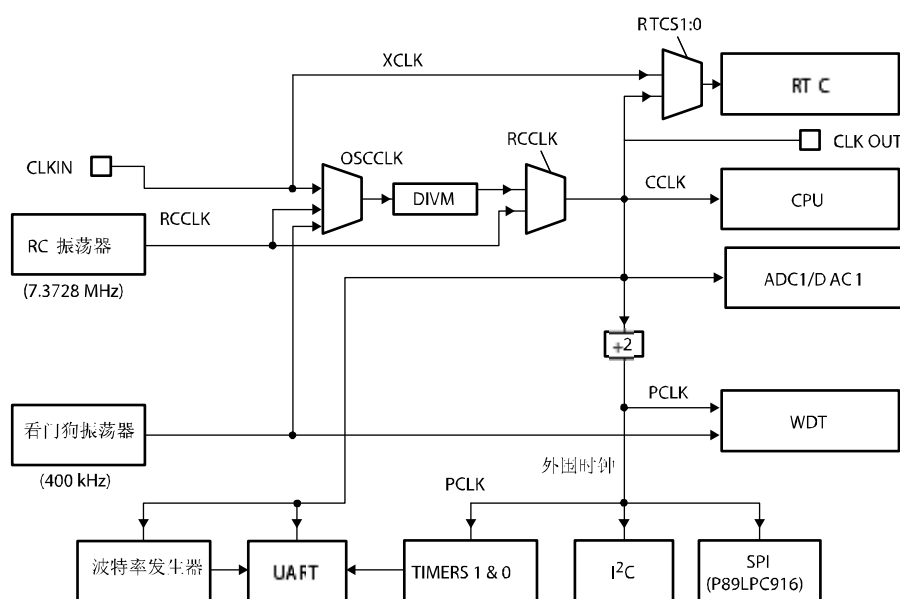 RTCS1:0
XCLK
RT C
CLK OUT
RCCLK
OSCCLK
CLKIN
DIVM
CCLK
CPU
RCCLK
RC 振荡器
(7.3728 MHz)
ADC1/D AC1
+2
PCLK
WDT
看门狗振荡器
(400 kHz)
外围时钟
PCLK
波特率发生器
UAFT
TIMERS 1 & 0
I²C
SPI
(P89LPC916)